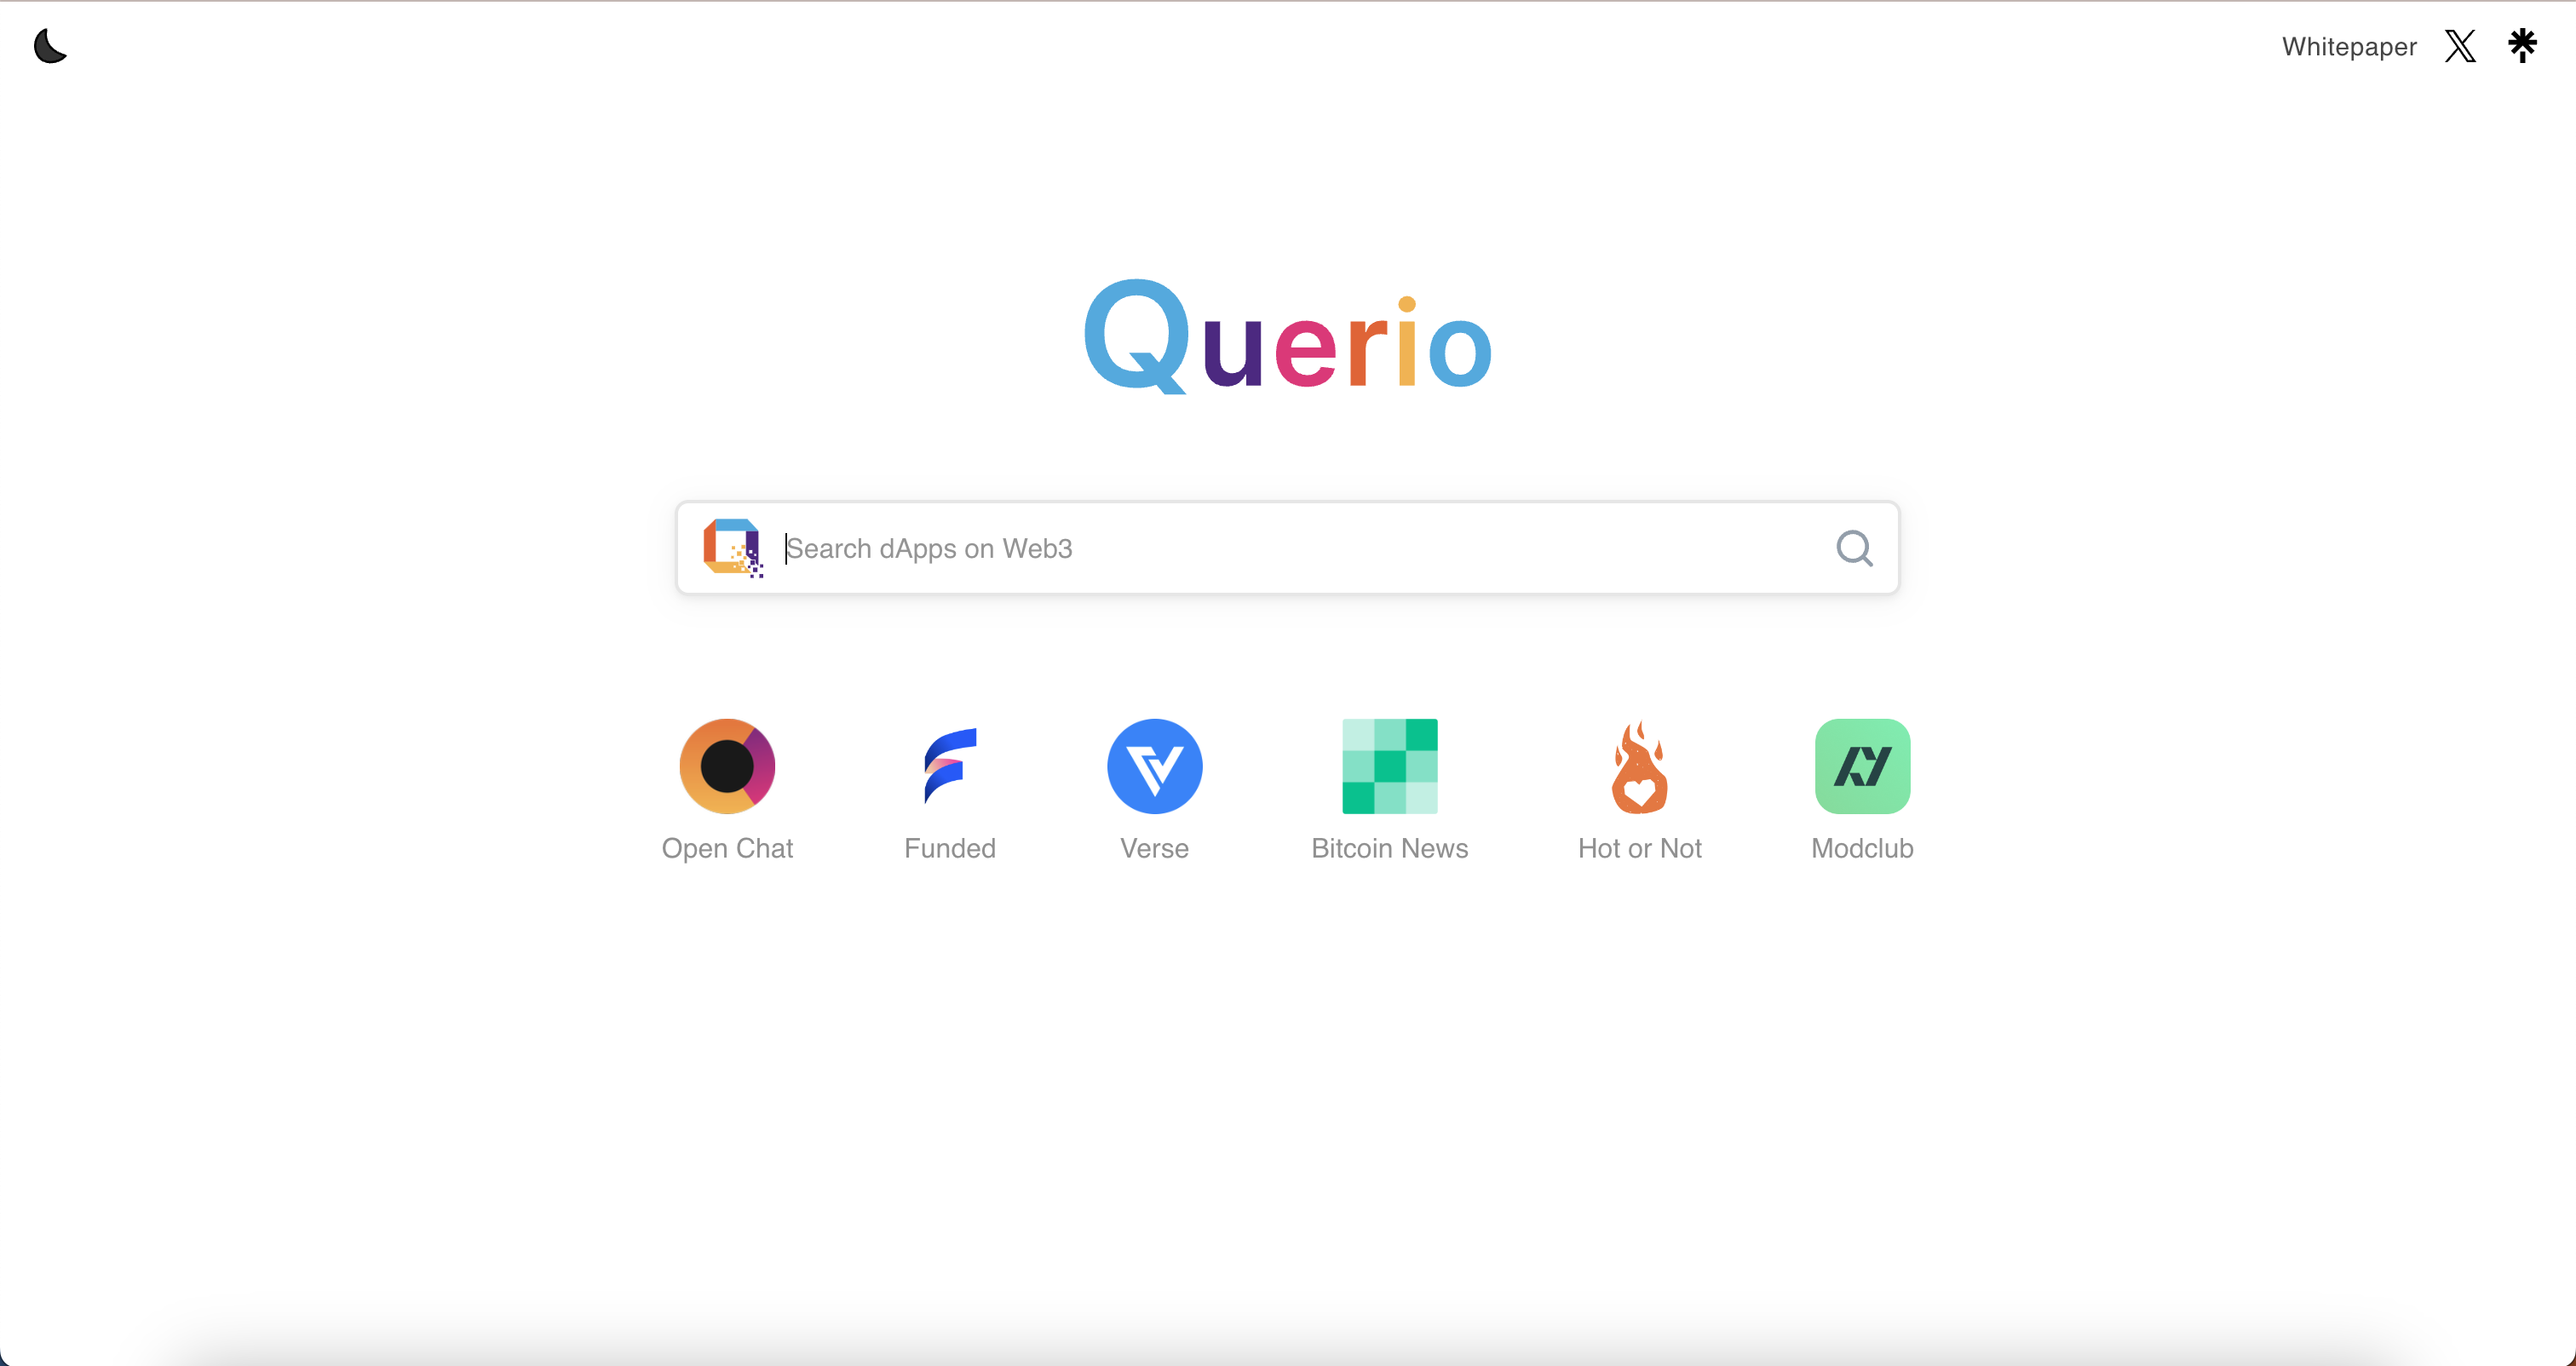 Whitepaper
Querio
Search dApps on Web3
Open Chat
Funded
Verse
Bitcoin News
Hot or Not
Modclub